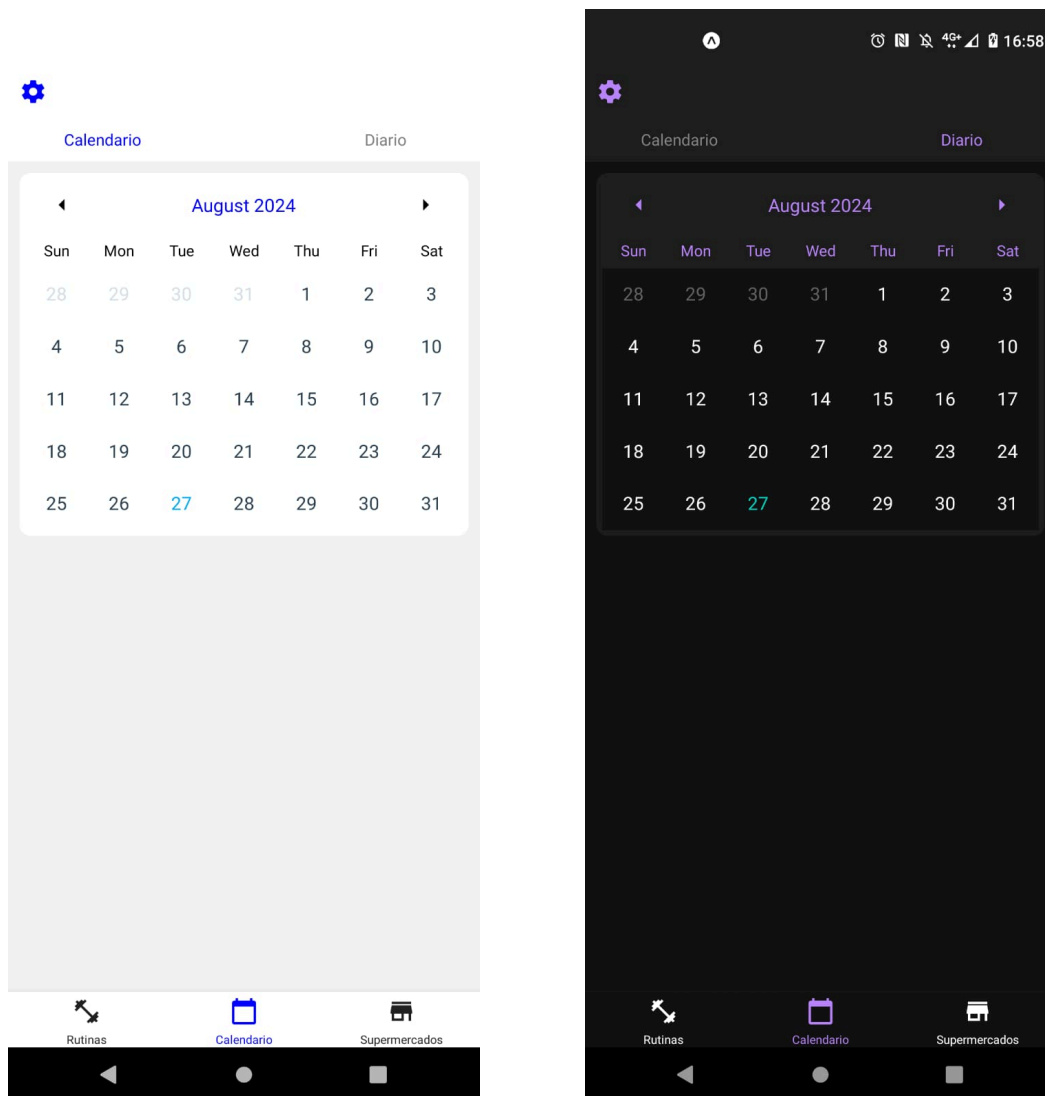 Calendario Diario
August 2024
Sun Mon Tue Wed Thu Fri Sat
28 29 30 31 1 2 3
4 5 6 7 8 9 10
11 12 13 14 15 16 17
18 19 20 21 22 23 24
25 26 27 28 29 30 31
Rutinas Calendario Supermercados
4G+ 16:58
Calendario Diario
August 2024
Sun Mon Tue Wed Thu Fri Sat
28 29 30 31 1 2 3
4 5 6 7 8 9 10
11 12 13 14 15 16 17
18 19 20 21 22 23 24
25 26 27 28 29 30 31
Rutinas Calendario Supermercados